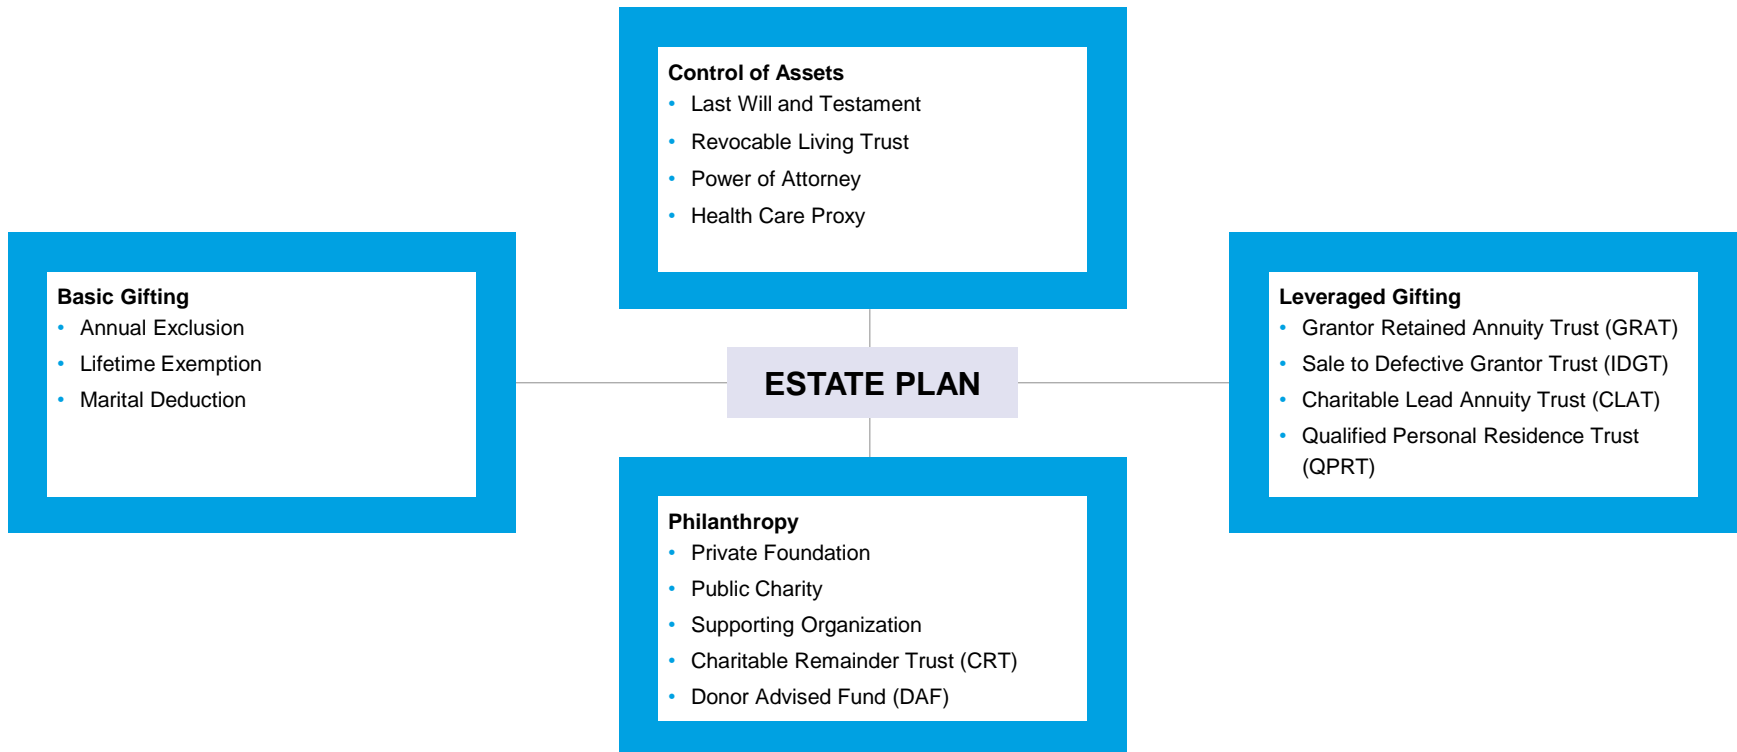 Control of Assets
• Last Will and Testament
• Revocable Living Trust
• Power of Attorney
• Health Care Proxy
Basic Gifting
• Annual Exclusion
• Lifetime Exemption
• Marital Deduction
ESTATE PLAN
Leveraged Gifting
• Grantor Retained Annuity Trust (GRAT)
• Sale to Defective Grantor Trust (IDGT)
• Charitable Lead Annuity Trust (CLAT)
• Qualified Personal Residence Trust
(QPRT)
Philanthropy
• Private Foundation
• Public Charity
• Supporting Organization
• Charitable Remainder Trust (CRT)
• Donor Advised Fund (DAF)